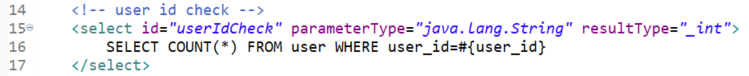 14 <!-- user id check -->
15 <select id="userIdCheck" parameterType="java.lang.String" resultType="_int">
16 SELECT COUNT(*) FROM user WHERE user_id=#{user_id}
17 </select>